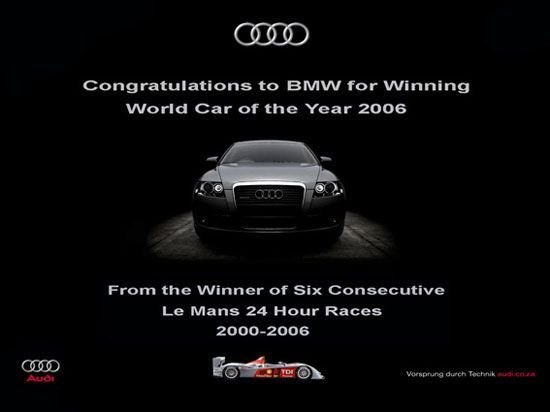 Congratulations to BMW for Winning
World Car of the Year 2006
From the Winner of Six Consecutive
Le Mans 24 Hour Races
2000-2006
Audi
TDI
Vorsprung durch Technik audi.co.za